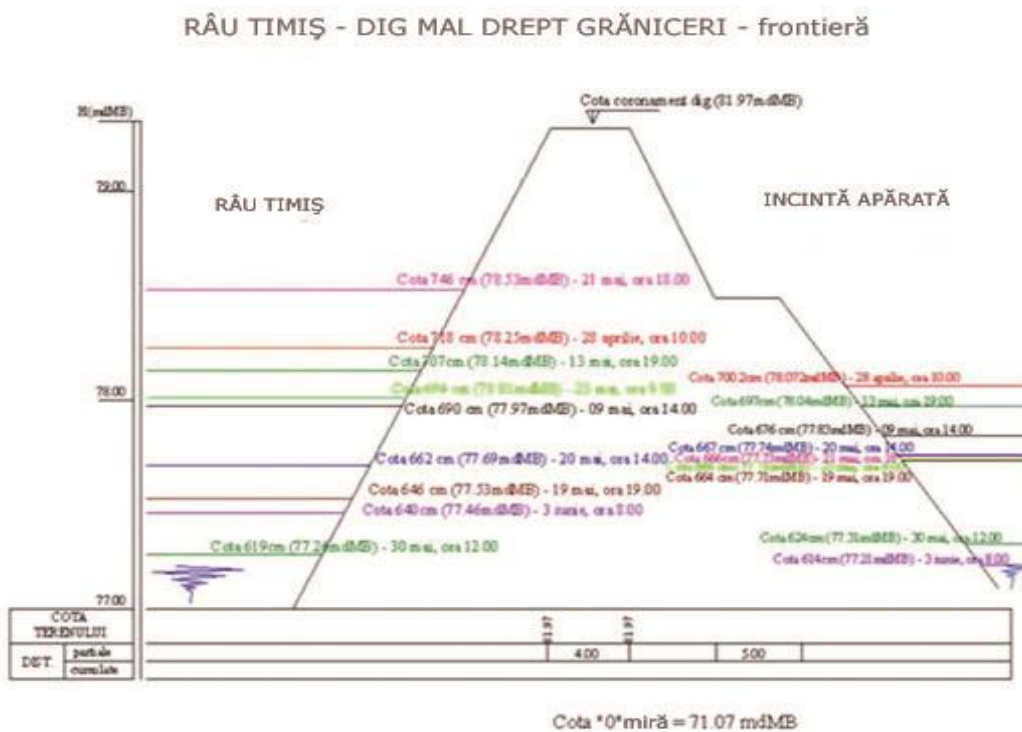 RÂU TIMIŞ - DIG MAL DREPT GRĂNICERI - frontieră
Cota coronament dig (81.97mdMB)
H(mdMB)
79.00
RÂU TIMIŞ
INCINTĂ APĂRATĂ
Cota 746 cm (78.53mdMB) - 21 mai, ora 18.00
Cota 718 cm (78.25mdMB) - 28 aprilie, ora 10.00
Cota 707cm (78.14mdMB) - 13 mai, ora 19.00
Cota 700.2cm (78.072mdMB) - 28 aprilie, ora 10.00
78.00
Cota 690 cm (77.97mdMB) - 09 mai, ora 14.00
Cota 697cm (78.04mdMB) - 13 mai, ora 19.00
Cota 676 cm (77.83mdMB) - 09 mai, ora 14.00
Cota 662 cm (77.69mdMB) - 20 mai, ora 14.00
Cota 667 cm (77.74mdMB) - 20 mai, ora 14.00
Cota 664 cm (77.71mdMB) - 19 mai, ora 19.00
Cota 646 cm (77.53mdMB) - 19 mai, ora 19.00
Cota 640cm (77.46mdMB) - 3 iunie, ora 8.00
Cota 619cm (77.26mdMB) - 30 mai, ora 12.00
Cota 624cm (77.31mdMB) - 30 mai, ora 12.00
Cota 614cm (77.21mdMB) - 3 iunie, ora 8.00
77.00
COTA
TERENULUI
81.97
81.97
DIST.
partiale
4.00
5.00
cumulate
Cota "0"miră = 71.07 mdMB